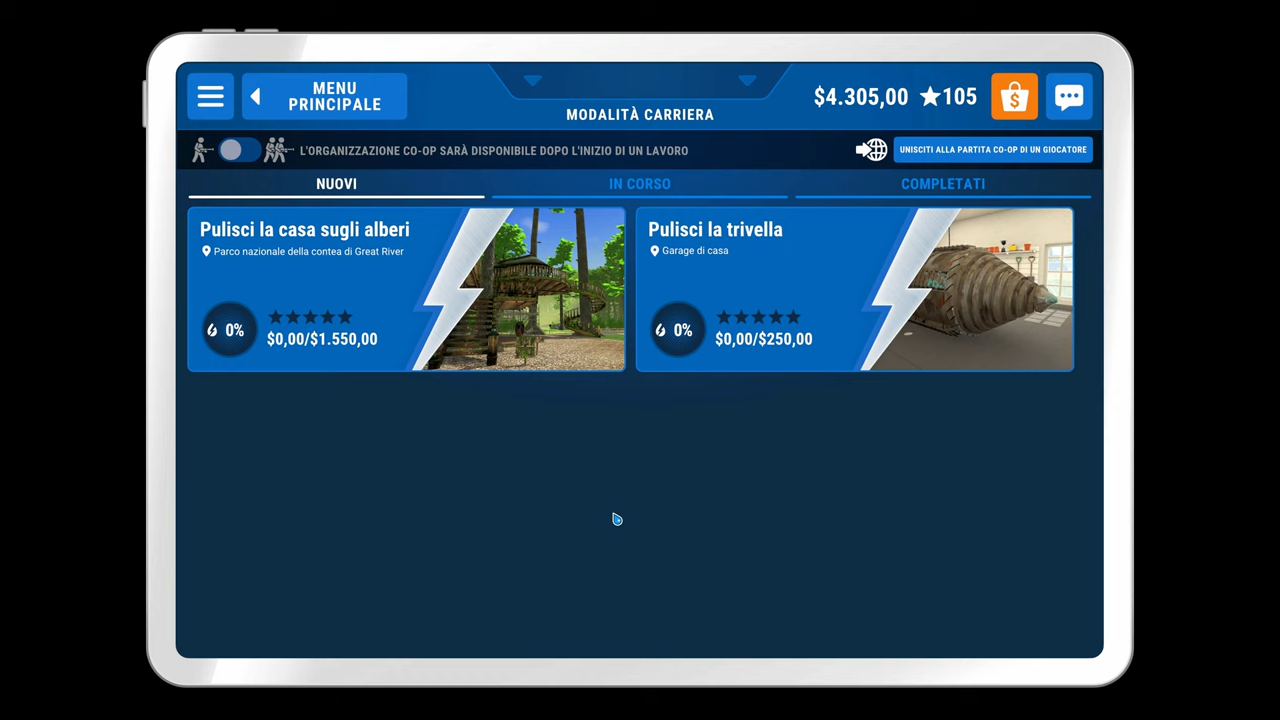 MENU
PRINCIPALE
MODALITÀ CARRIERA
$4.305,00 ★105
L'ORGANIZZAZIONE CO-OP SARÀ DISPONIBILE DOPO L'INIZIO DI UN LAVORO
UNISCITI ALLA PARTITA CO-OP DI UN GIOCATORE
NUOVI
IN CORSO
COMPLETATI
Pulisci la casa sugli alberi
Parco nazionale della contea di Great River
0%
$0,00/$1.550,00
Pulisci la trivella
Garage di casa
0%
$0,00/$250,00